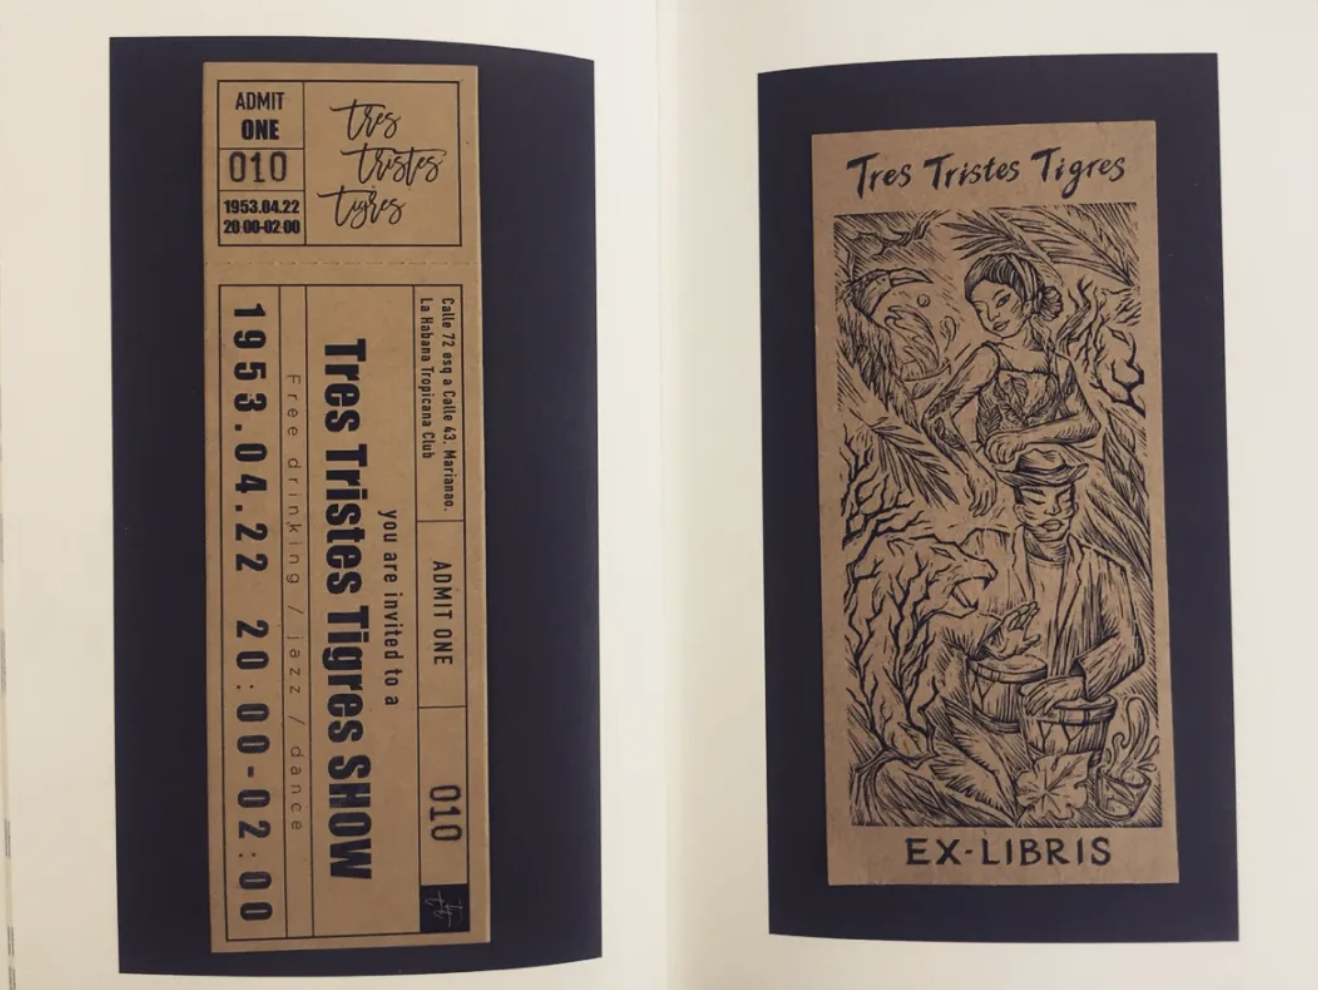 ADMIT
ONE
010
1953.04.22
20:00-02:00
tres
tristes
tigres
Calle 72 esq a Calle 43, Marianao,
La Habana Tropicana Club
ADMIT ONE
010
you are invited to a
Tres Tristes Tigres SHOW
Free drinking / jazz / dance
1953.04.22 20:00-02:00
Tres Tristes Tigres
EX-LIBRIS